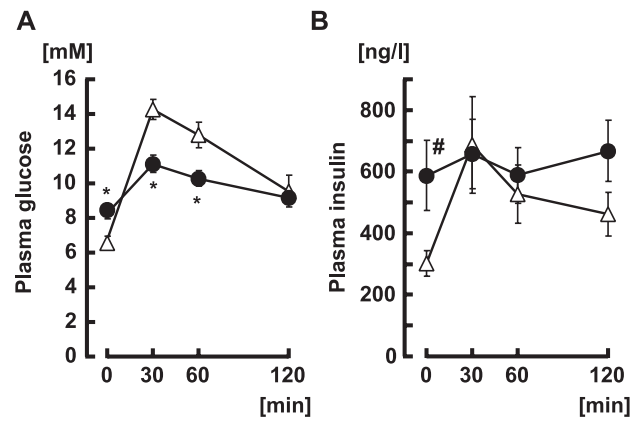 A
[mM]
Plasma glucose
16
14
12
10
8
6
4
2
0
*
*
*
0 30 60 120
[min]
B
[ng/l]
Plasma insulin
800
600
400
200
0
#
0 30 60 120
[min]